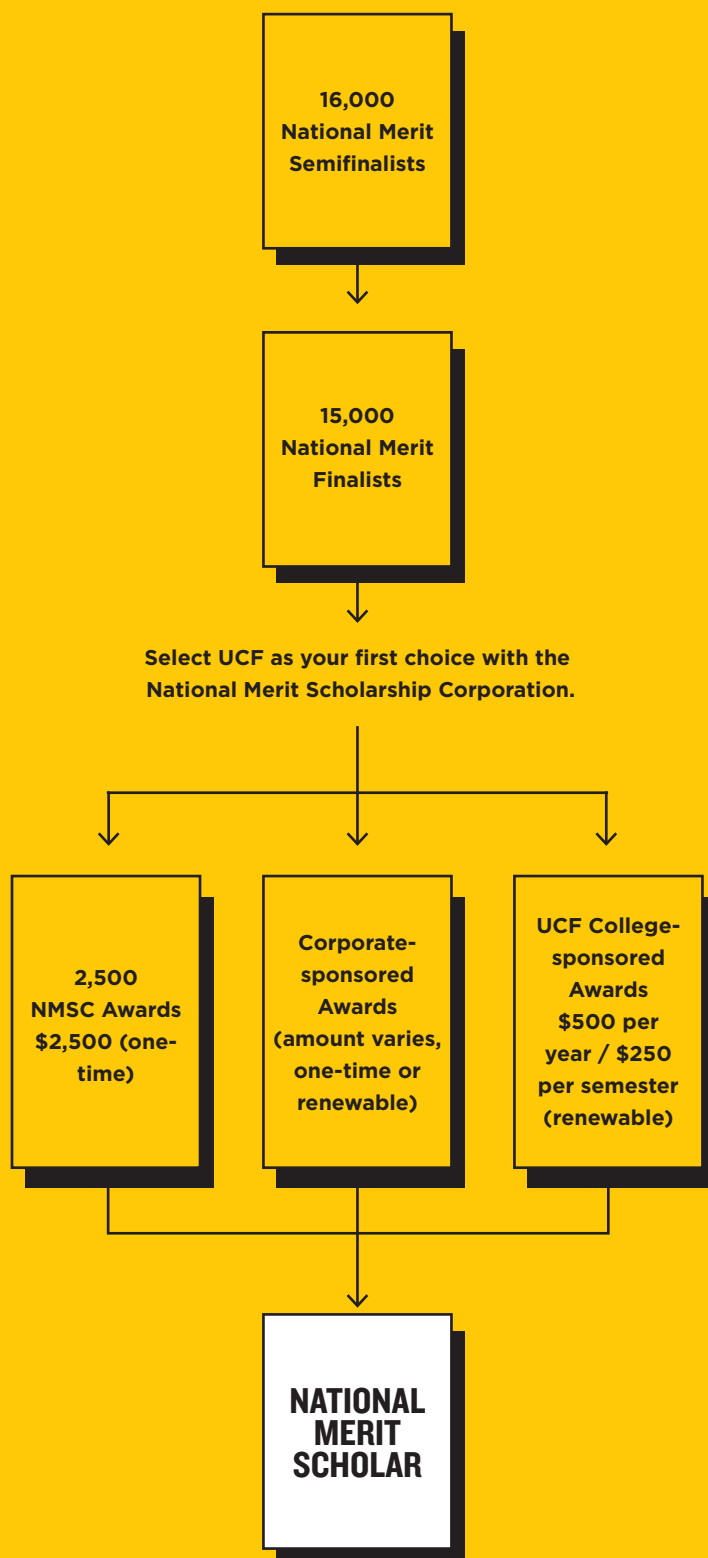 16,000
National Merit
Semifinalists
15,000
National Merit
Finalists
Select UCF as your first choice with the
National Merit Scholarship Corporation.
2,500
NMSC Awards
$2,500 (one-
time)
Corporate-
sponsored
Awards
(amount varies,
one-time or
renewable)
UCF College-
sponsored
Awards
$500 per
year / $250
per semester
(renewable)
NATIONAL
MERIT
SCHOLAR